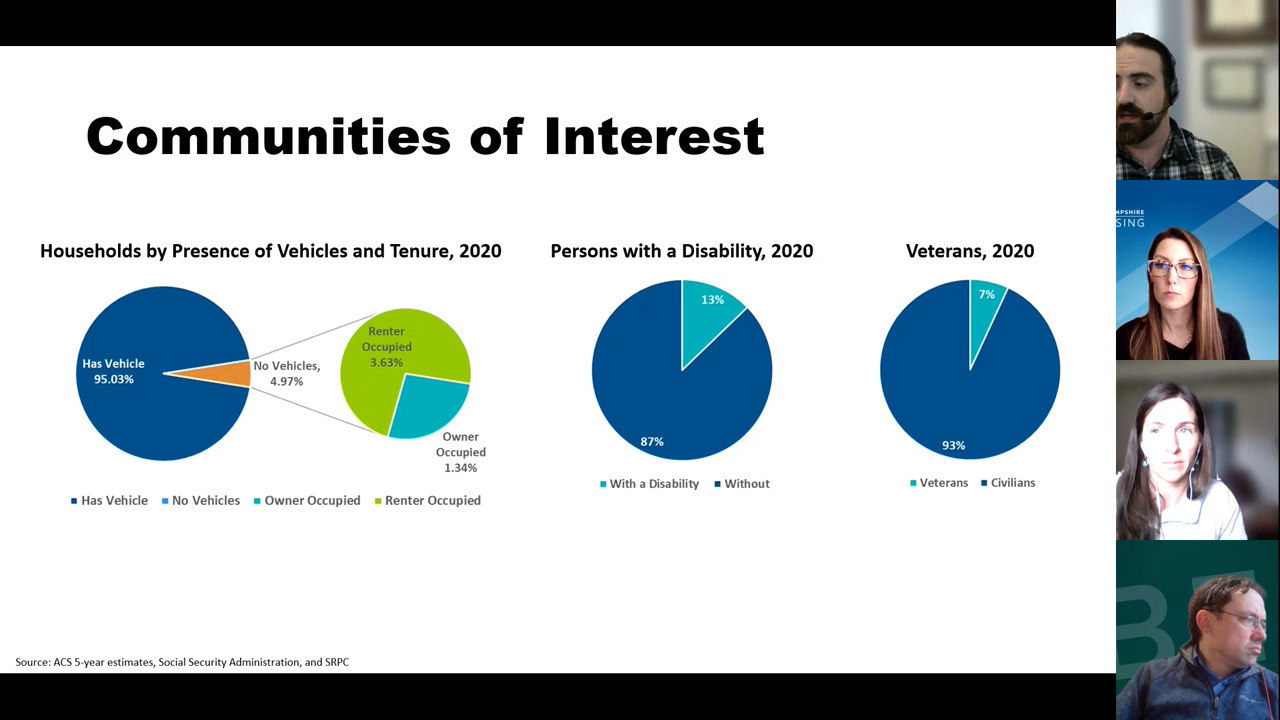 Communities of Interest
Households by Presence of Vehicles and Tenure, 2020
Has Vehicle
95.03%
No Vehicles,
4.97%
Renter
Occupied
3.63%
Owner
Occupied
1.34%
Has Vehicle No Vehicles Owner Occupied Renter Occupied
Persons with a Disability, 2020
13%
87%
With a Disability Without
Veterans, 2020
7%
93%
Veterans Civilians
Source: ACS 5-year estimates, Social Security Administration, and SRPC
MPSHIRE
SING